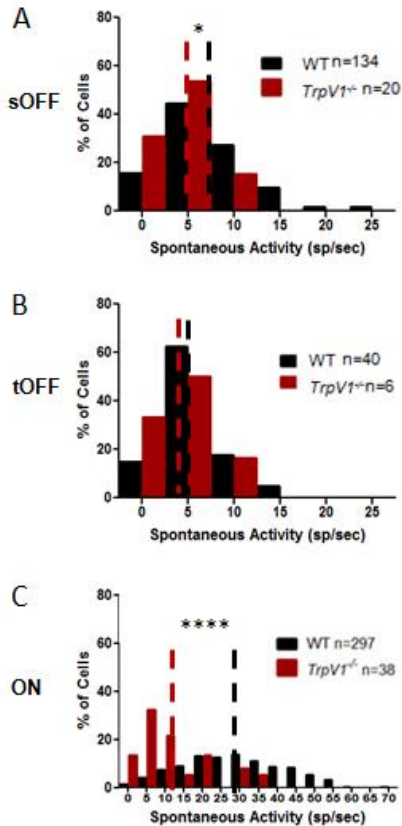 A
*
sOFF
WT n=134
TrpV1-/- n=20
% of Cells
80
60
40
20
0
0 5 10 15 20 25
Spontaneous Activity (sp/sec)
B
tOFF
WT n=40
TrpV1-/- n=6
% of Cells
80
60
40
20
0
0 5 10 15 20 25
Spontaneous Activity (sp/sec)
C
****
ON
WT n=297
TrpV1-/- n=38
% of Cells
80
60
40
20
0
0 5 10 15 20 25 30 35 40 45 50 55 60 65 70
Spontaneous Activity (sp/sec)